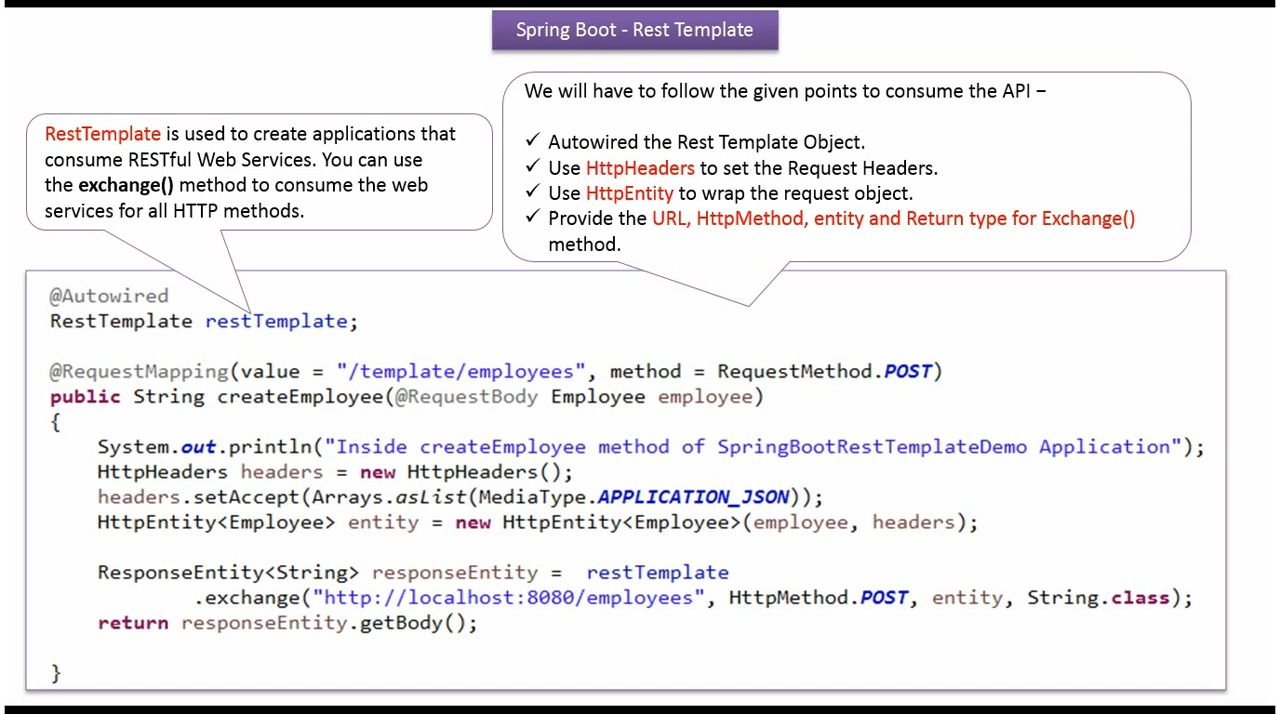 Spring Boot - Rest Template
RestTemplate is used to create applications that
consume RESTful Web Services. You can use
the exchange() method to consume the web
services for all HTTP methods.
We will have to follow the given points to consume the API –
✓ Autowired the Rest Template Object.
✓ Use HttpHeaders to set the Request Headers.
✓ Use HttpEntity to wrap the request object.
✓ Provide the URL, HttpMethod, entity and Return type for Exchange()
method.
@Autowired
RestTemplate restTemplate;
@RequestMapping(value = "/template/employees", method = RequestMethod.POST)
public String createEmployee(@RequestBody Employee employee)
{
System.out.println("Inside createEmployee method of SpringBootRestTemplateDemo Application");
HttpHeaders headers = new HttpHeaders();
headers.setAccept(Arrays.asList(MediaType.APPLICATION_JSON));
HttpEntity<Employee> entity = new HttpEntity<Employee>(employee, headers);
ResponseEntity<String> responseEntity = restTemplate
.exchange("http://localhost:8080/employees", HttpMethod.POST, entity, String.class);
return responseEntity.getBody();
}